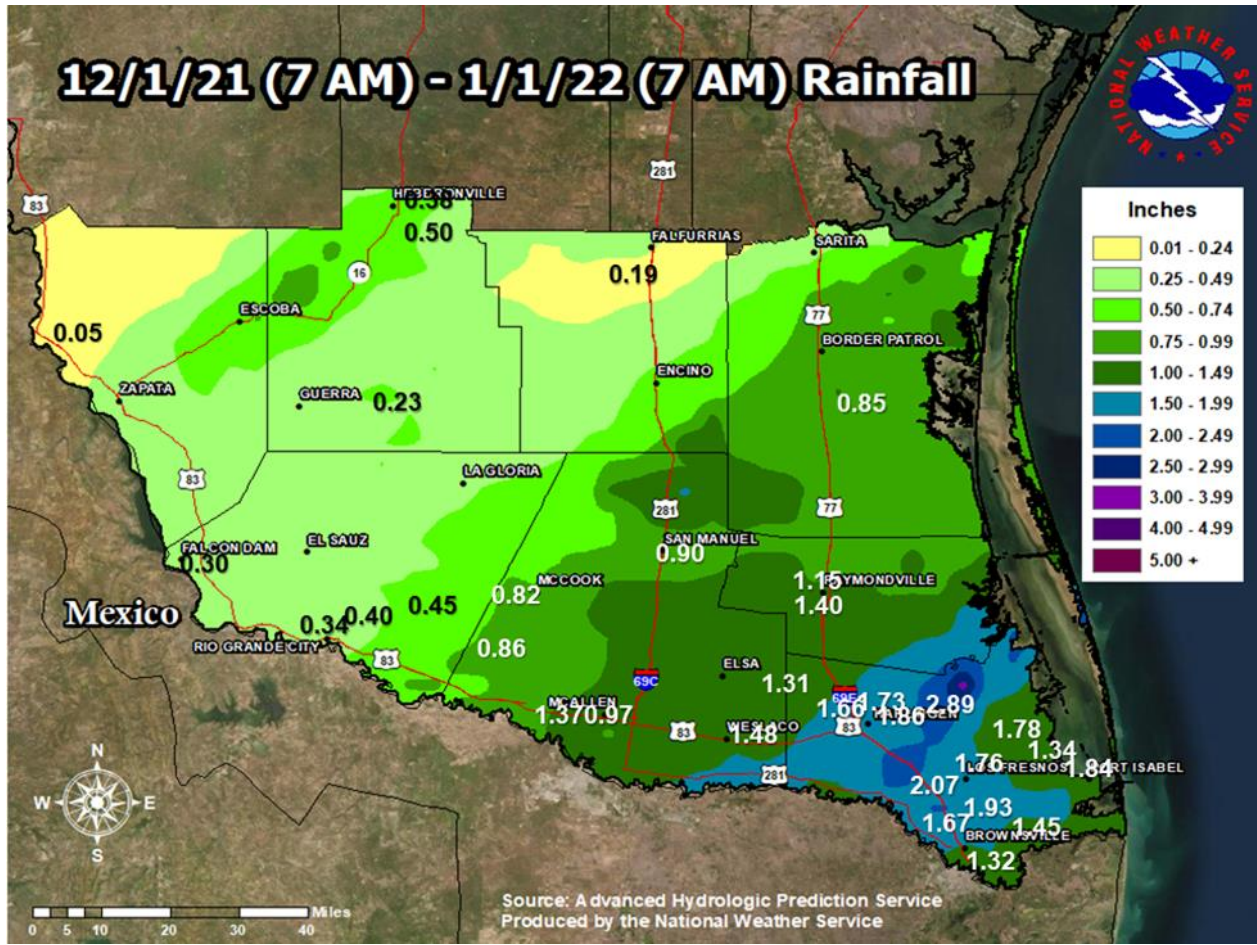 12/1/21 (7 AM) - 1/1/22 (7 AM) Rainfall
NATIONAL WEATHER SERVICE
Inches
0.01 - 0.24
0.25 - 0.49
0.50 - 0.74
0.75 - 0.99
1.00 - 1.49
1.50 - 1.99
2.00 - 2.49
2.50 - 2.99
3.00 - 3.99
4.00 - 4.99
5.00 +
281
83
HEBBRONVILLE
0.50
FALFURRIAS
SARITA
16
0.19
ESCOBA
77
0.05
BORDER PATROL
ZAPATA
ENCINO
GUERRA
0.23
0.85
LA GLORIA
83
281
77
FALCON DAM
EL SAUZ
SAN MANUEL
0.90
0.30
MCCOOK
0.82
1.15
RAYMONDVILLE
1.40
Mexico
0.45
0.40
0.34
RIO GRANDE CITY
83
0.86
69C
ELSA
1.31
69E
MCALLEN
1.37
0.97
1.66
1.73
1.86
HARLINGEN
2.89
WESLACO
1.48
83
83
1.78
1.34
1.76
LOS FRESNOS
PORT ISABEL
1.84
281
2.07
1.93
1.67
1.45
BROWNSVILLE
1.32
N
W
E
S
Miles
0 5 10 20 30 40
Source: Advanced Hydrologic Prediction Service
Produced by the National Weather Service